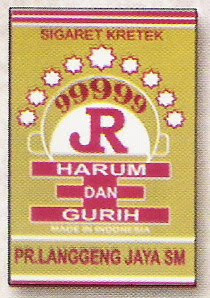 SIGARET KRETEK
99999
JR
HARUM
DAN
GURIH
MADE IN INDONESIA
PR.LANGGENG JAYA SM